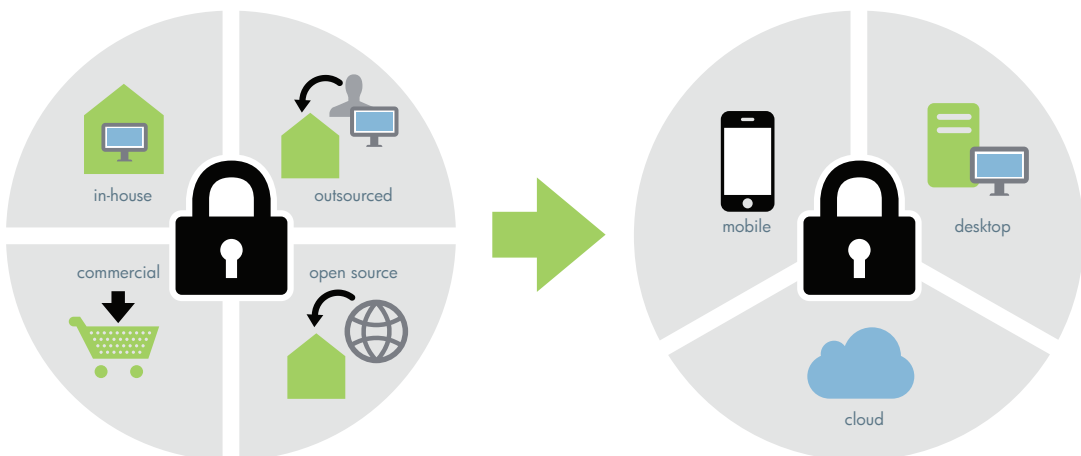 in-house
outsourced
commercial
open source
mobile
desktop
cloud